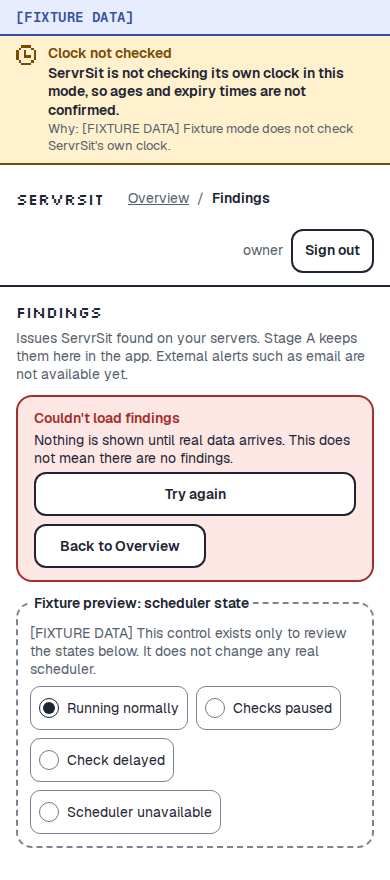 [FIXTURE DATA]
Clock not checked
ServrSit is not checking its own clock in this
mode, so ages and expiry times are not
confirmed.
Why: [FIXTURE DATA] Fixture mode does not check
ServrSit's own clock.
SERVRSIT
Overview / Findings
owner
Sign out
FINDINGS
Issues ServrSit found on your servers. Stage A keeps
them here in the app. External alerts such as email are
not available yet.
Couldn't load findings
Nothing is shown until real data arrives. This does
not mean there are no findings.
Try again
Back to Overview
Fixture preview: scheduler state
[FIXTURE DATA] This control exists only to review
the states below. It does not change any real
scheduler.
Running normally
Checks paused
Check delayed
Scheduler unavailable